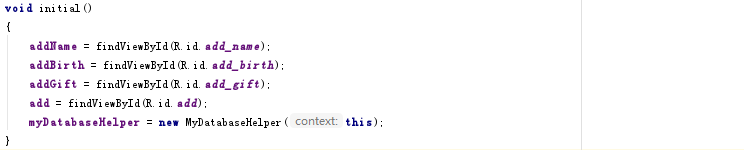 void initial()
{
addName = findViewById(R.id.add_name);
addBirth = findViewById(R.id.add_birth);
addGift = findViewById(R.id.add_gift);
add = findViewById(R.id.add);
myDatabaseHelper = new MyDatabaseHelper( context: this);
}